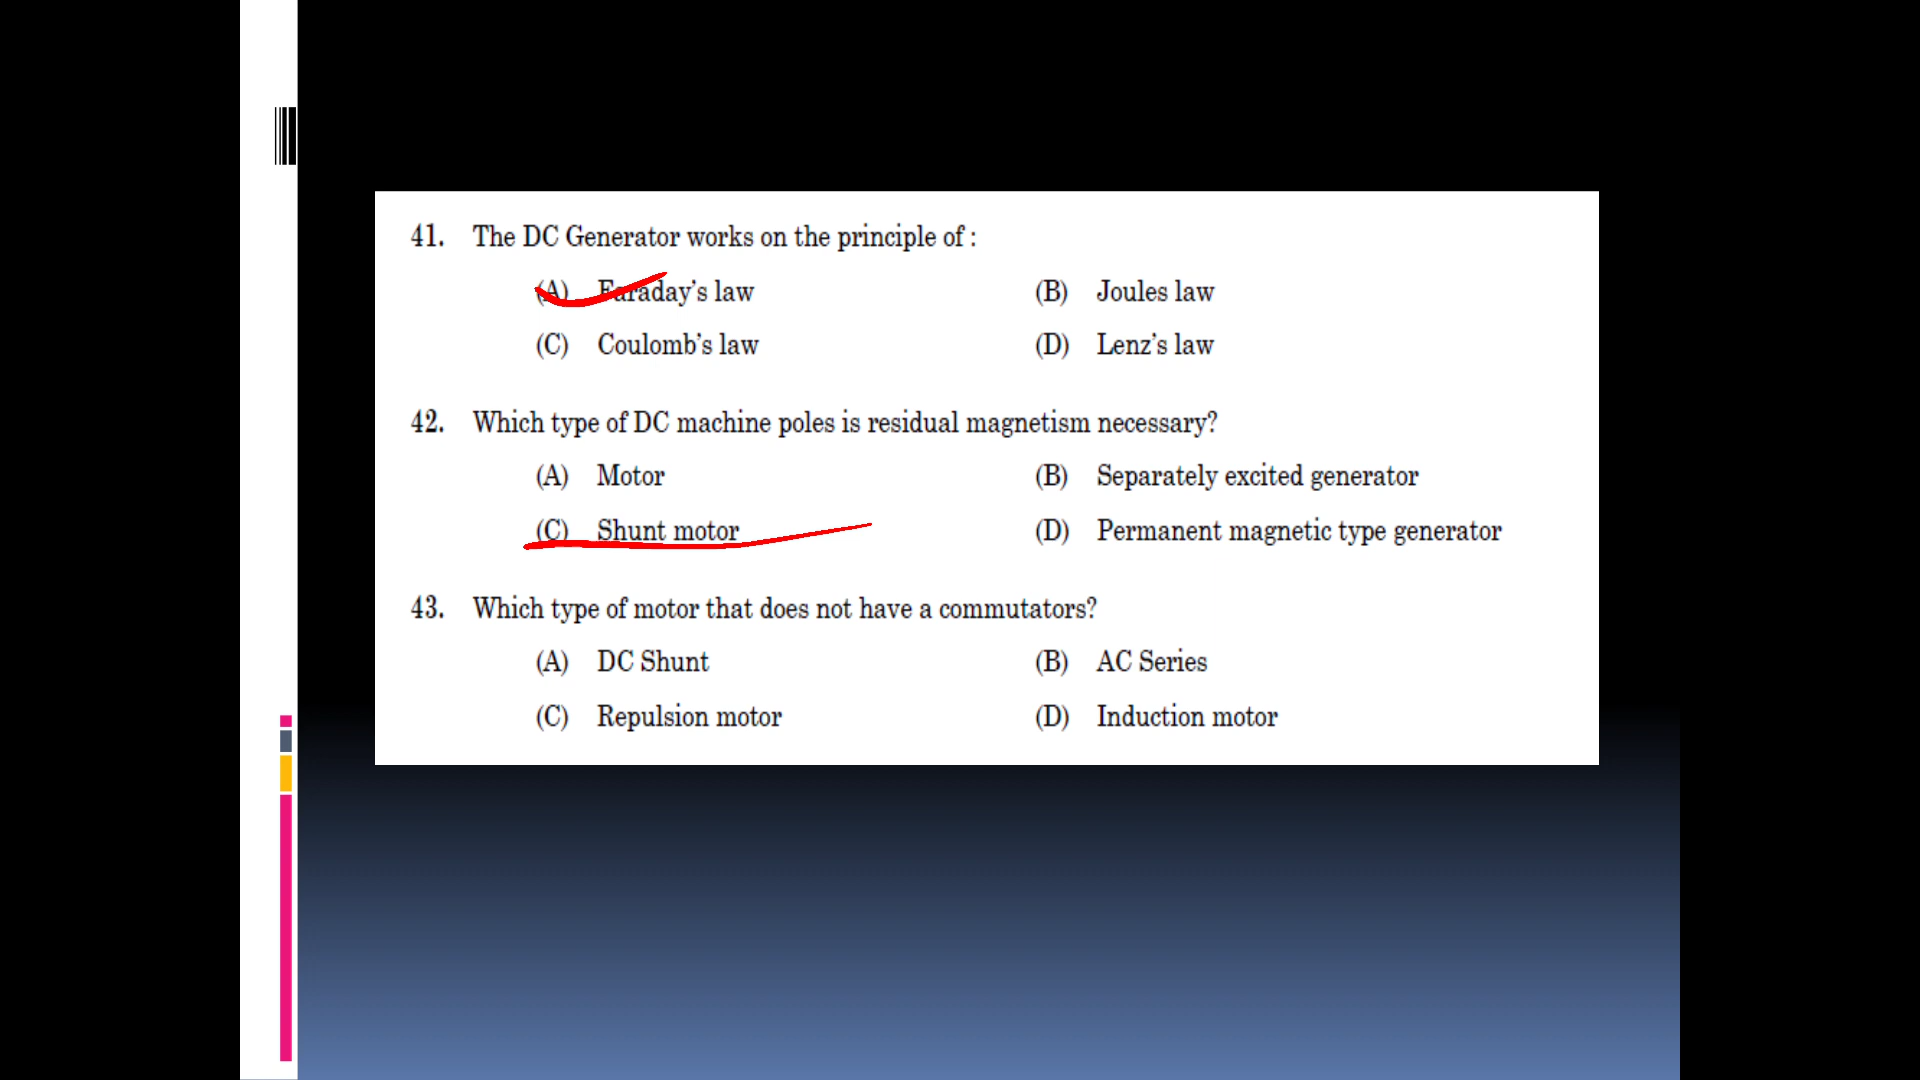 41. The DC Generator works on the principle of :
(A) Faraday's law (B) Joules law
(C) Coulomb's law (D) Lenz's law
42. Which type of DC machine poles is residual magnetism necessary?
(A) Motor (B) Separately excited generator
(C) Shunt motor (D) Permanent magnetic type generator
43. Which type of motor that does not have a commutators?
(A) DC Shunt (B) AC Series
(C) Repulsion motor (D) Induction motor